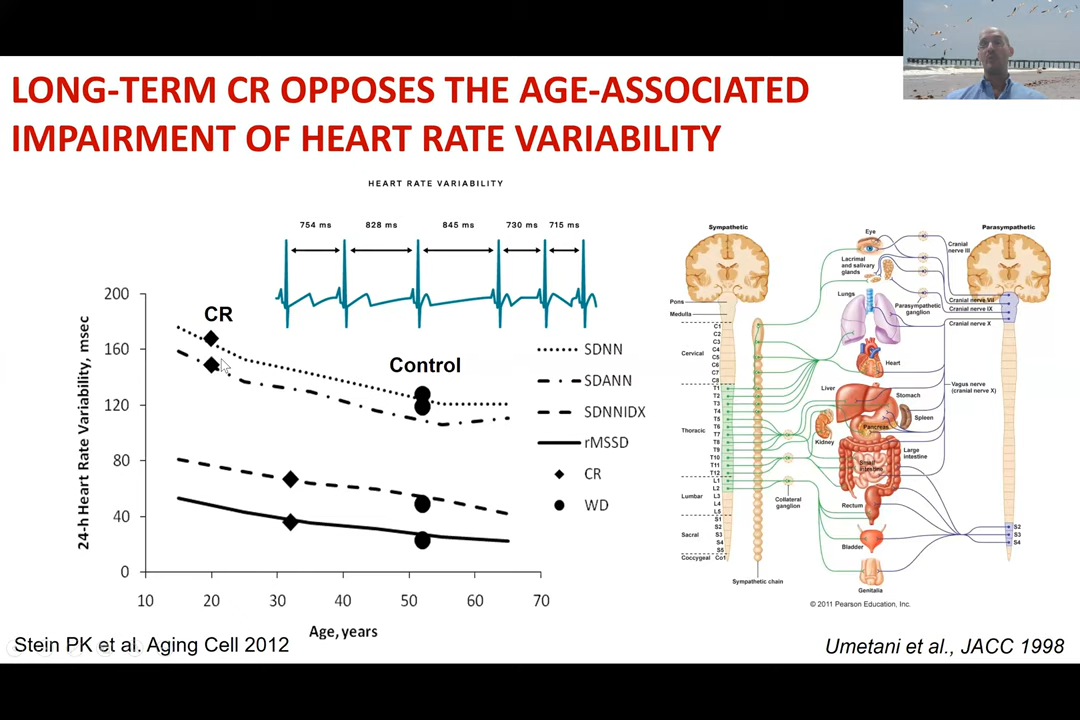 LONG-TERM CR OPPOSES THE AGE-ASSOCIATED
IMPAIRMENT OF HEART RATE VARIABILITY
HEART RATE VARIABILITY
754 ms
828 ms
845 ms
730 ms
715 ms
24-h Heart Rate Variability, msec
200
160
120
80
40
0
10
20
30
40
50
60
70
Age, years
CR
Control
SDNN
SDANN
SDNNIDX
rMSSD
CR
WD
Stein PK et al. Aging Cell 2012
Sympathetic
Parasympathetic
Pons
Medulla
Cervical
Thoracic
Lumbar
Sacral
Coccygeal
C1
C2
C3
C4
C5
C6
C7
C8
T1
T2
T3
T4
T5
T6
T7
T8
T9
T10
T11
T12
L1
L2
L3
L4
L5
S1
S2
S3
S4
S5
Co1
Eye
Lacrimal
and salivary
glands
Lungs
Parasympathetic
ganglion
Heart
Liver
Stomach
Spleen
Pancreas
Kidney
Large
intestine
Small
intestine
Collateral
ganglion
Rectum
Bladder
Genitalia
Sympathetic chain
Cranial
nerve III
Cranial nerve VII
Cranial nerve IX
Cranial nerve X
Vagus nerve
(cranial nerve X)
S2
S3
S4
© 2011 Pearson Education, Inc.
Umetani et al., JACC 1998